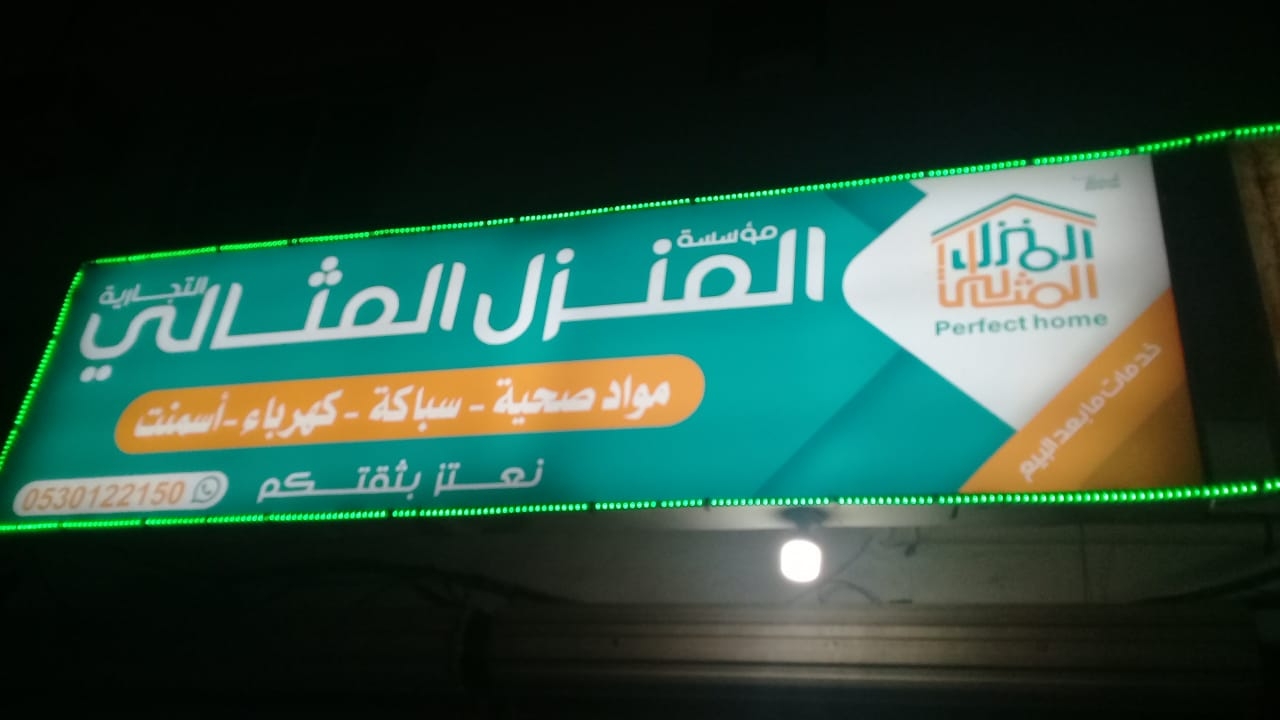 مؤسسة
المنزل المثالي
التجارية
مواد صحية - سباكة - كهرباء - أسمنت
نعتز بثقتكم
0530122150
المنزل
المثالي
Perfect home
خدمات ما بعد البيع